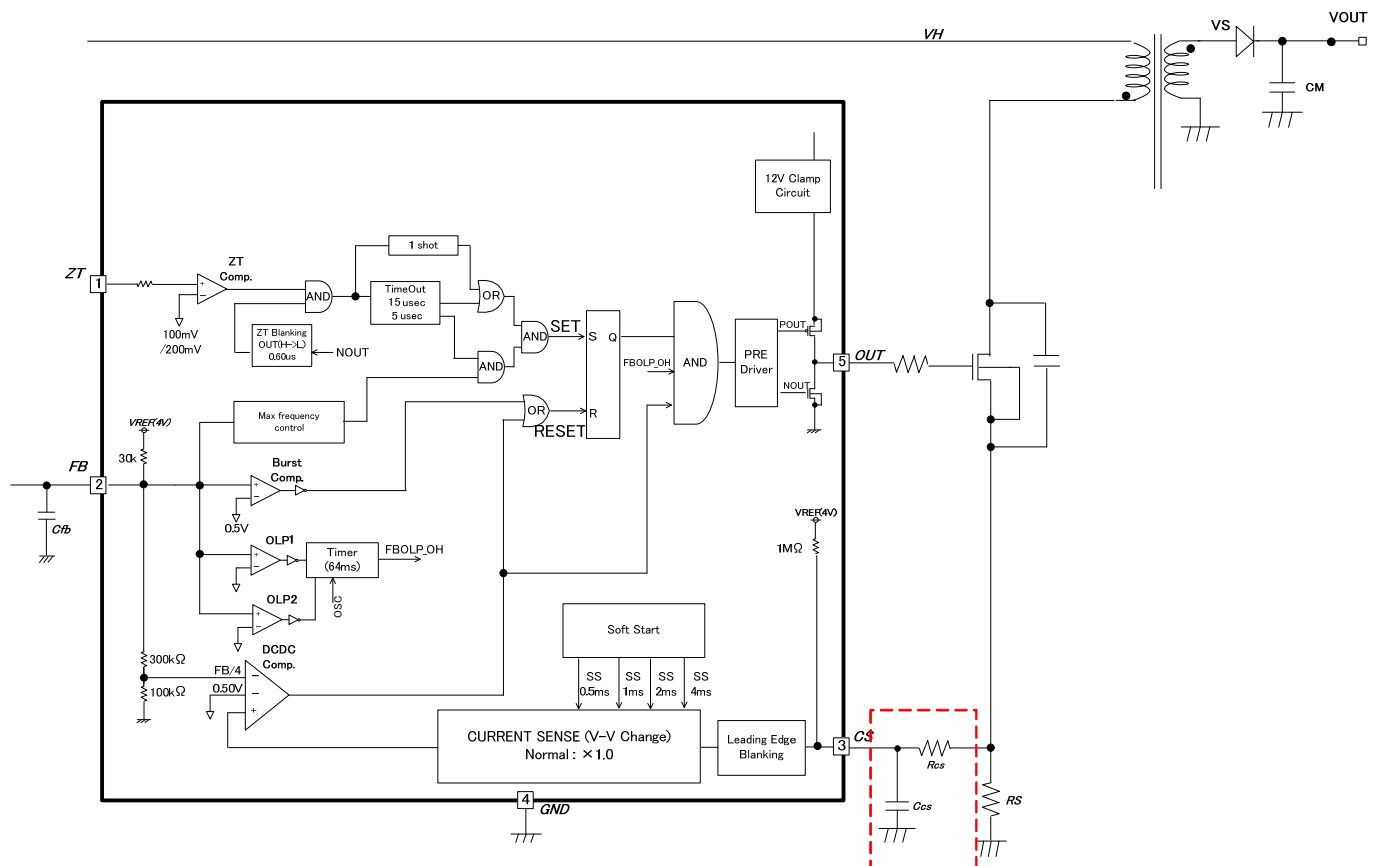 VH
VS
VOUT
CM
12V Clamp
Circuit
1 shot
ZT
1
ZT
Comp.
AND
TimeOut
15 usec
5 usec
OR
100mV
/200mV
ZT Blanking
OUT(H->L)
0.60us
NOUT
AND
SET
AND
S
Q
FBOLP_OH
AND
PRE
Driver
POUT
NOUT
5
OUT
Max frequency
control
OR
R
RESET
VREF(4V)
30k
FB
2
Burst
Comp.
0.5V
Cfb
OLP1
Timer
(64ms)
FBOLP_OH
OSC
OLP2
VREF(4V)
1MΩ
Soft Start
300kΩ
DCDC
Comp.
FB/4
100kΩ
0.50V
SS
0.5ms
SS
1ms
SS
2ms
SS
4ms
CURRENT SENSE (V-V Change)
Normal : ×1.0
Leading Edge
Blanking
3
CS
Rcs
Ccs
RS
4
GND